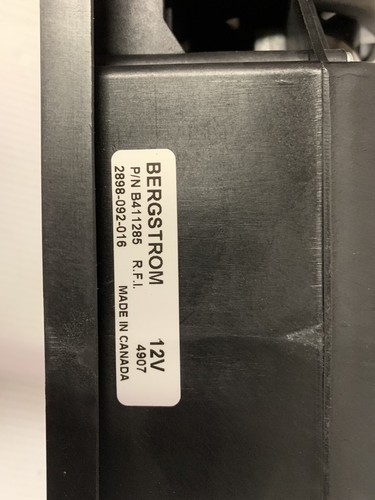 BERGSTROM 12V
P/N B411285 R.F.I. 4907
2898-092-016 MADE IN CANADA